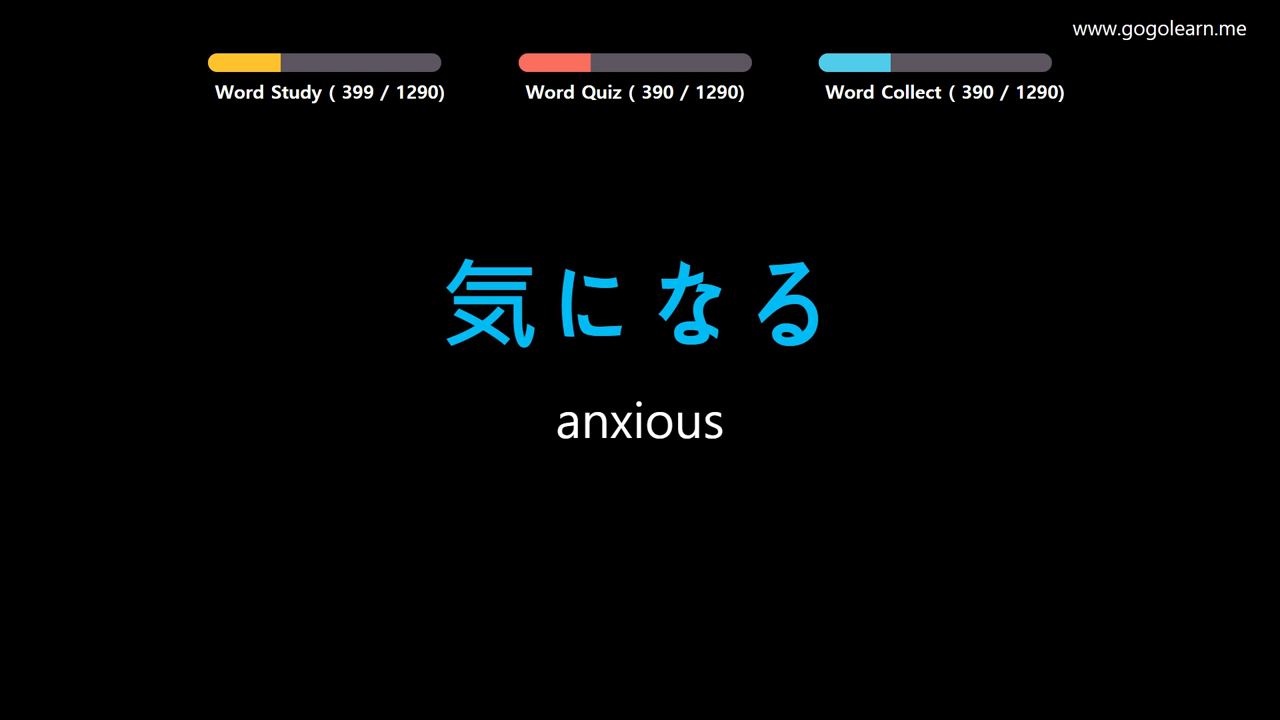 www.gogolearn.me
Word Study ( 399 / 1290)
Word Quiz ( 390 / 1290)
Word Collect ( 390 / 1290)
気になる
anxious